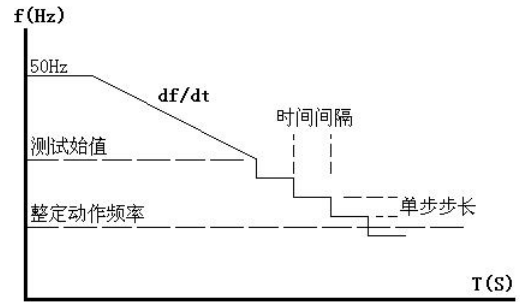 f(Hz)
50Hz
df/dt
时间间隔
测试始值
单步步长
整定动作频率
T(S)